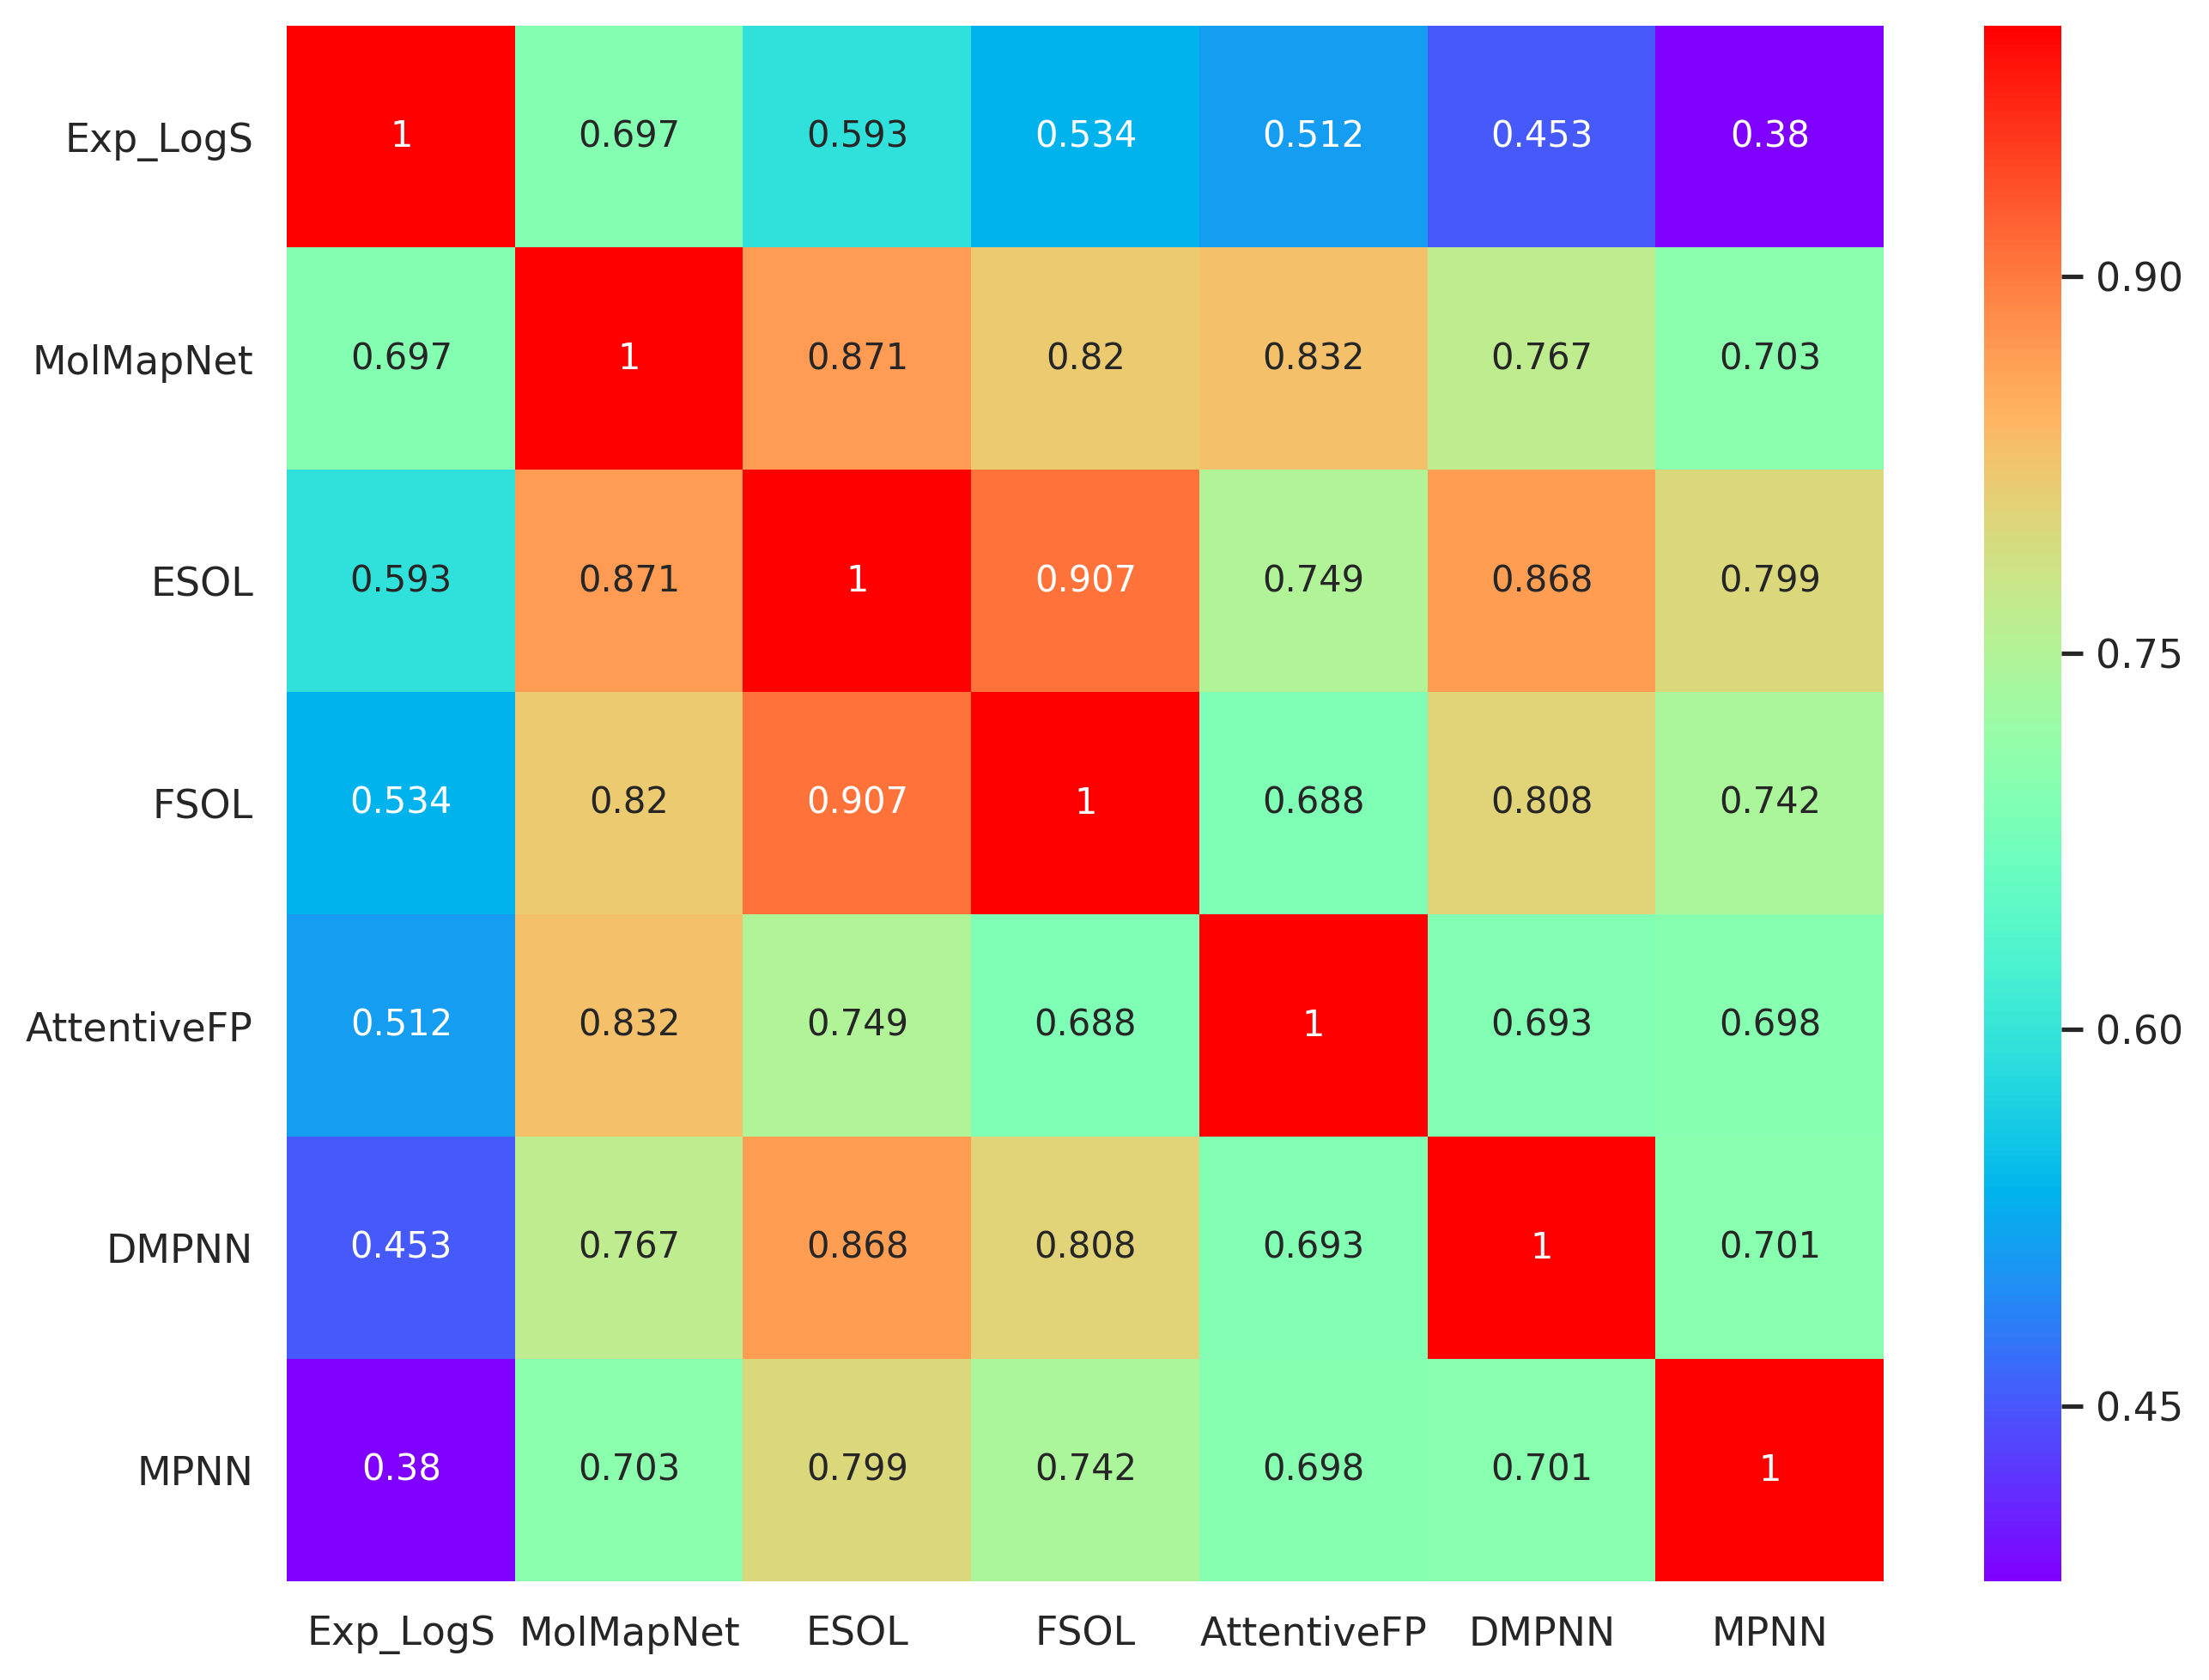 Exp_LogS 1 0.697 0.593 0.534 0.512 0.453 0.38
MolMapNet 0.697 1 0.871 0.82 0.832 0.767 0.703
ESOL 0.593 0.871 1 0.907 0.749 0.868 0.799
FSOL 0.534 0.82 0.907 1 0.688 0.808 0.742
AttentiveFP 0.512 0.832 0.749 0.688 1 0.693 0.698
DMPNN 0.453 0.767 0.868 0.808 0.693 1 0.701
MPNN 0.38 0.703 0.799 0.742 0.698 0.701 1
Exp_LogS MolMapNet ESOL FSOL AttentiveFP DMPNN MPNN
0.90
0.75
0.60
0.45